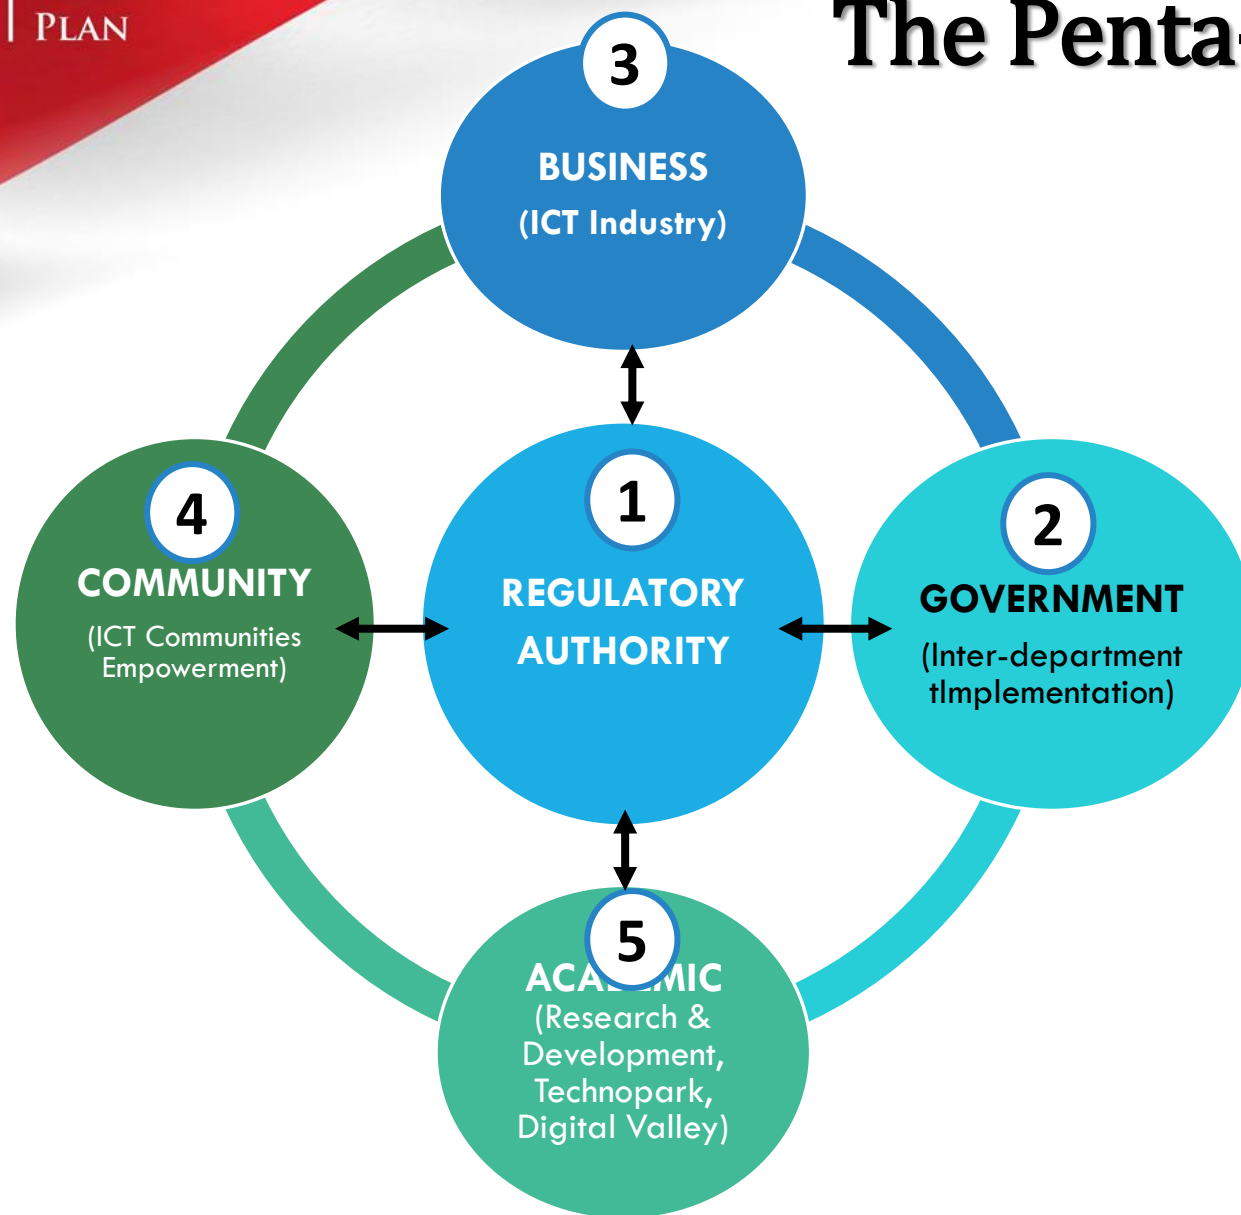 PLAN
The Penta-
3
BUSINESS
(ICT Industry)
4
COMMUNITY
(ICT Communities
Empowerment)
1
REGULATORY
AUTHORITY
2
GOVERNMENT
(Inter-department
tImplementation)
5
(Research &
Development,
Technopark,
Digital Valley)